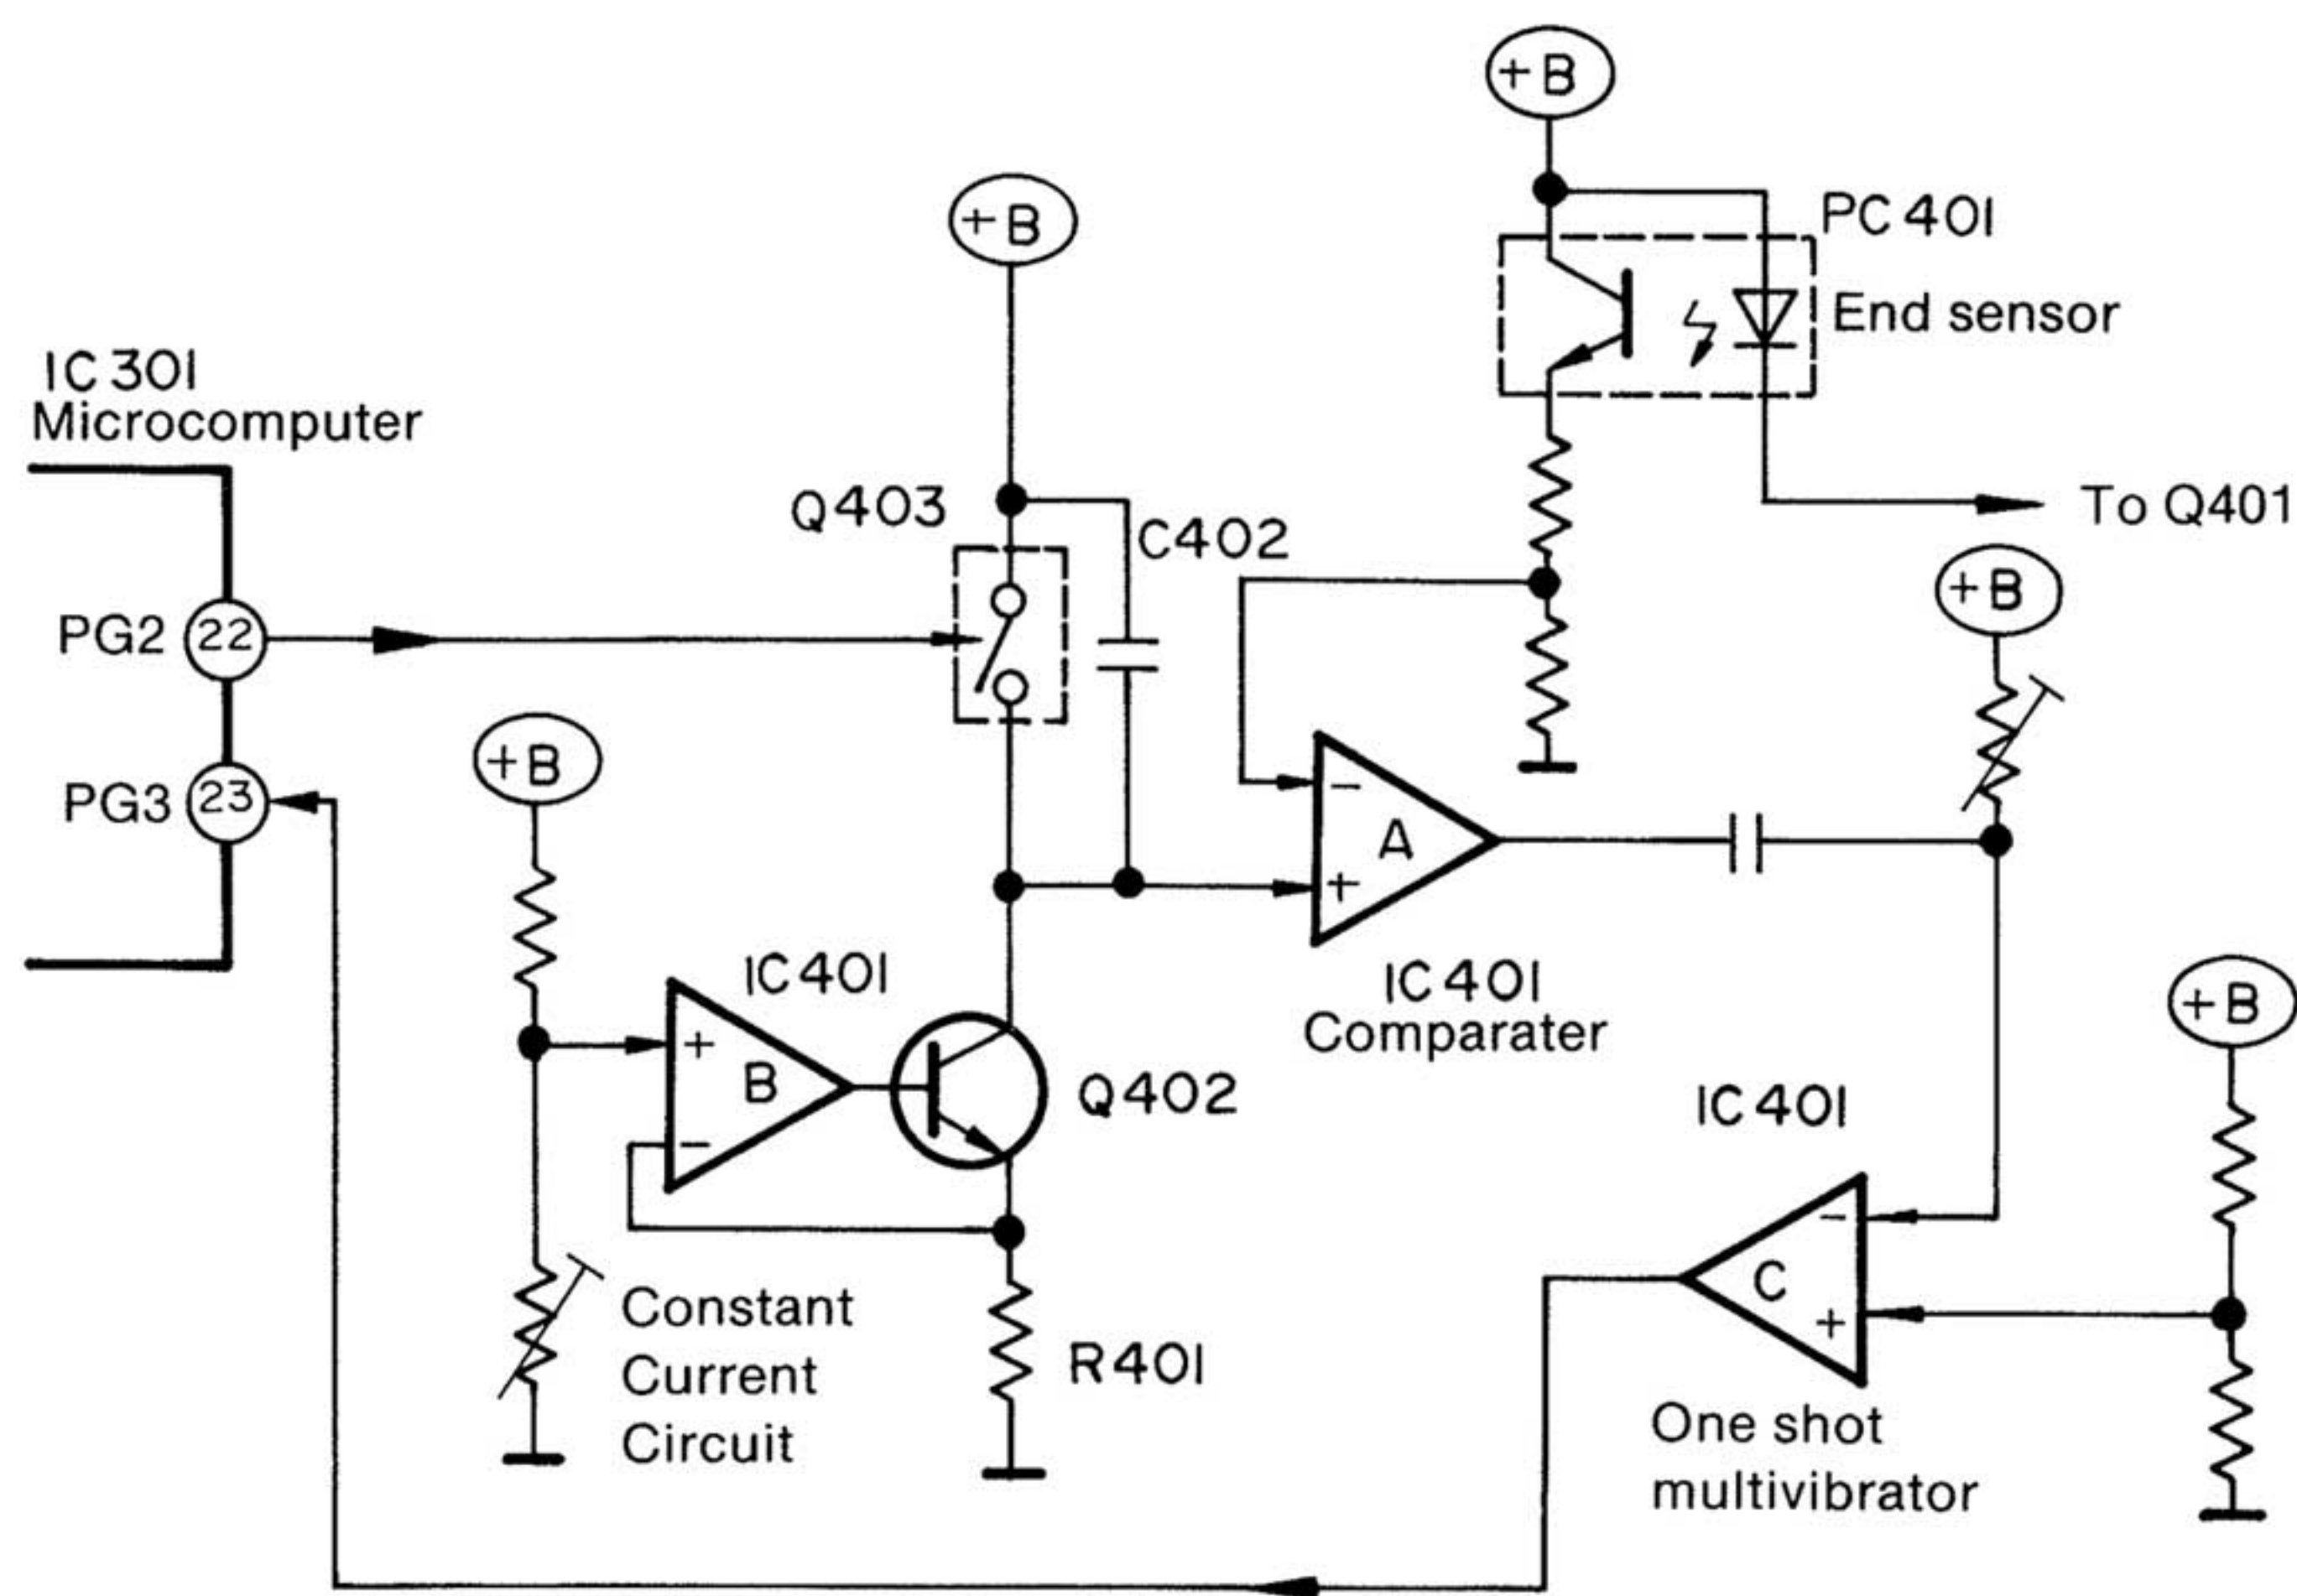 +B
+B
PC401
End sensor
IC301
Microcomputer
Q403
C402
To Q401
+B
PG2 22
+B
PG3 23
−
A
+
IC401
+
B
−
Q402
IC401
Comparater
+B
IC401
−
C
+
Constant
Current
Circuit
R401
One shot
multivibrator